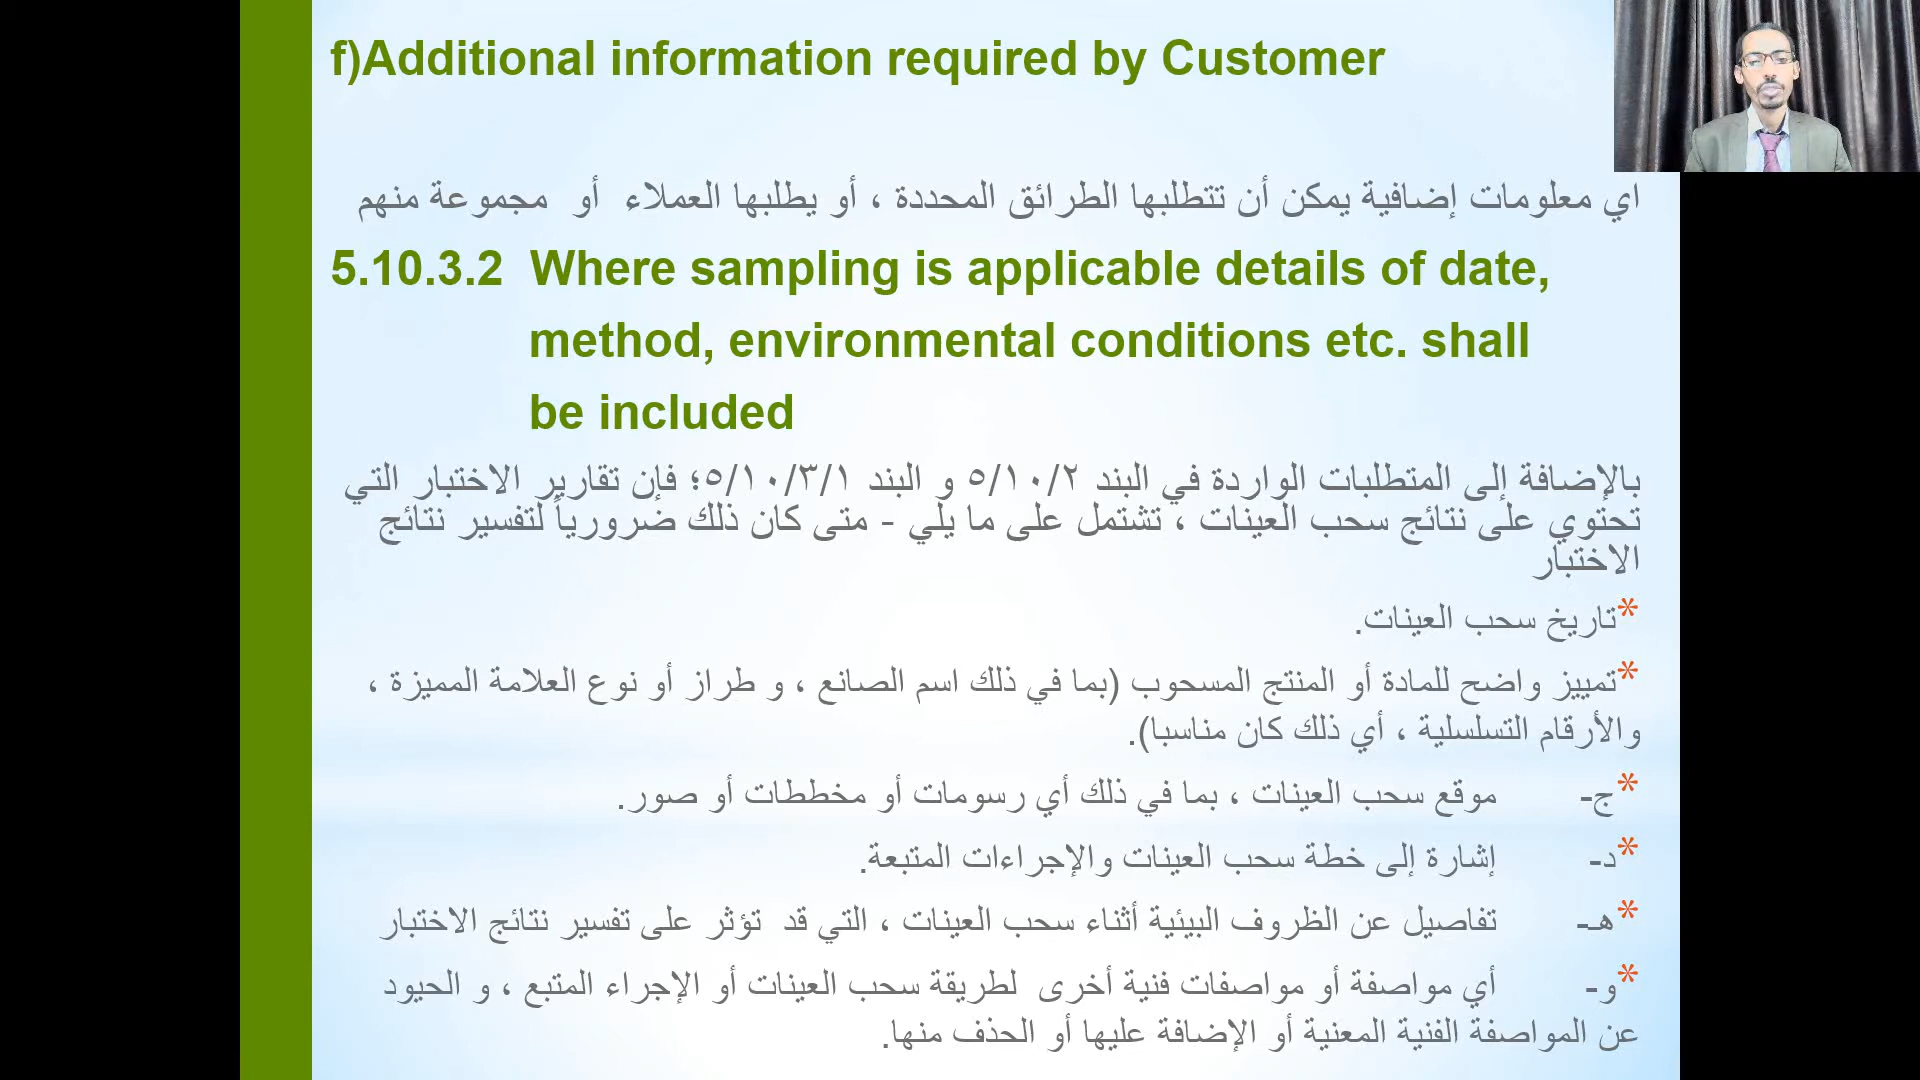 f)Additional information required by Customer
اي معلومات إضافية يمكن أن تتطلبها الطرائق المحددة ، أو يطلبها العملاء أو مجموعة منهم
5.10.3.2 Where sampling is applicable details of date,
method, environmental conditions etc. shall
be included
بالإضافة إلى المتطلبات الواردة في البند ٥/١٠/٢ و البند ٥/١٠/٣/١؛ فإن تقارير الاختبار التي
تحتوي على نتائج سحب العينات ، تشتمل على ما يلي - متى كان ذلك ضرورياً لتفسير نتائج
الاختبار
*تاريخ سحب العينات.
*تمييز واضح للمادة أو المنتج المسحوب (بما في ذلك اسم الصانع ، و طراز أو نوع العلامة المميزة ،
والأرقام التسلسلية ، أي ذلك كان مناسبا).
*ج- موقع سحب العينات ، بما في ذلك أي رسومات أو مخططات أو صور.
*د- إشارة إلى خطة سحب العينات والإجراءات المتبعة.
*هـ- تفاصيل عن الظروف البيئية أثناء سحب العينات ، التي قد تؤثر على تفسير نتائج الاختبار
*و- أي مواصفة أو مواصفات فنية أخرى لطريقة سحب العينات أو الإجراء المتبع ، و الحيود
عن المواصفة الفنية المعنية أو الإضافة عليها أو الحذف منها.